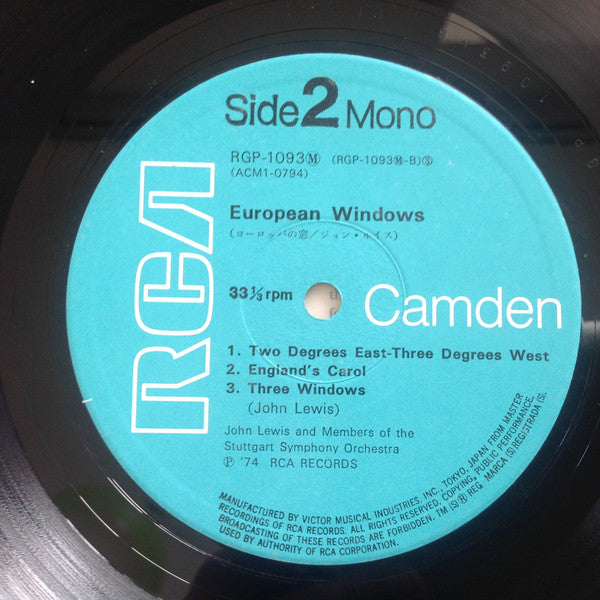 Side 2 Mono
RGP-1093Ⓜ (RGP-1093Ⓜ-B)Ⓢ
(ACM1-0794)
European Windows
(ヨーロッパの窓/ジョン・ルイス)
33⅓ rpm
RCA
Camden
1. Two Degrees East-Three Degrees West
2. England's Carol
3. Three Windows
(John Lewis)
John Lewis and Members of the
Stuttgart Symphony Orchestra
Ⓟ '74 RCA RECORDS
MANUFACTURED BY VICTOR MUSICAL INDUSTRIES, INC. TOKYO, JAPAN FROM MASTER
RECORDINGS OF RCA RECORDS. ALL RIGHTS RESERVED. COPYING, PUBLIC PERFORMANCE,
BROADCASTING OF THESE RECORDS ARE FORBIDDEN. TM(S)® REG MARCA(S) REGISTRADA(S).
USED BY AUTHORITY OF RCA CORPORATION.